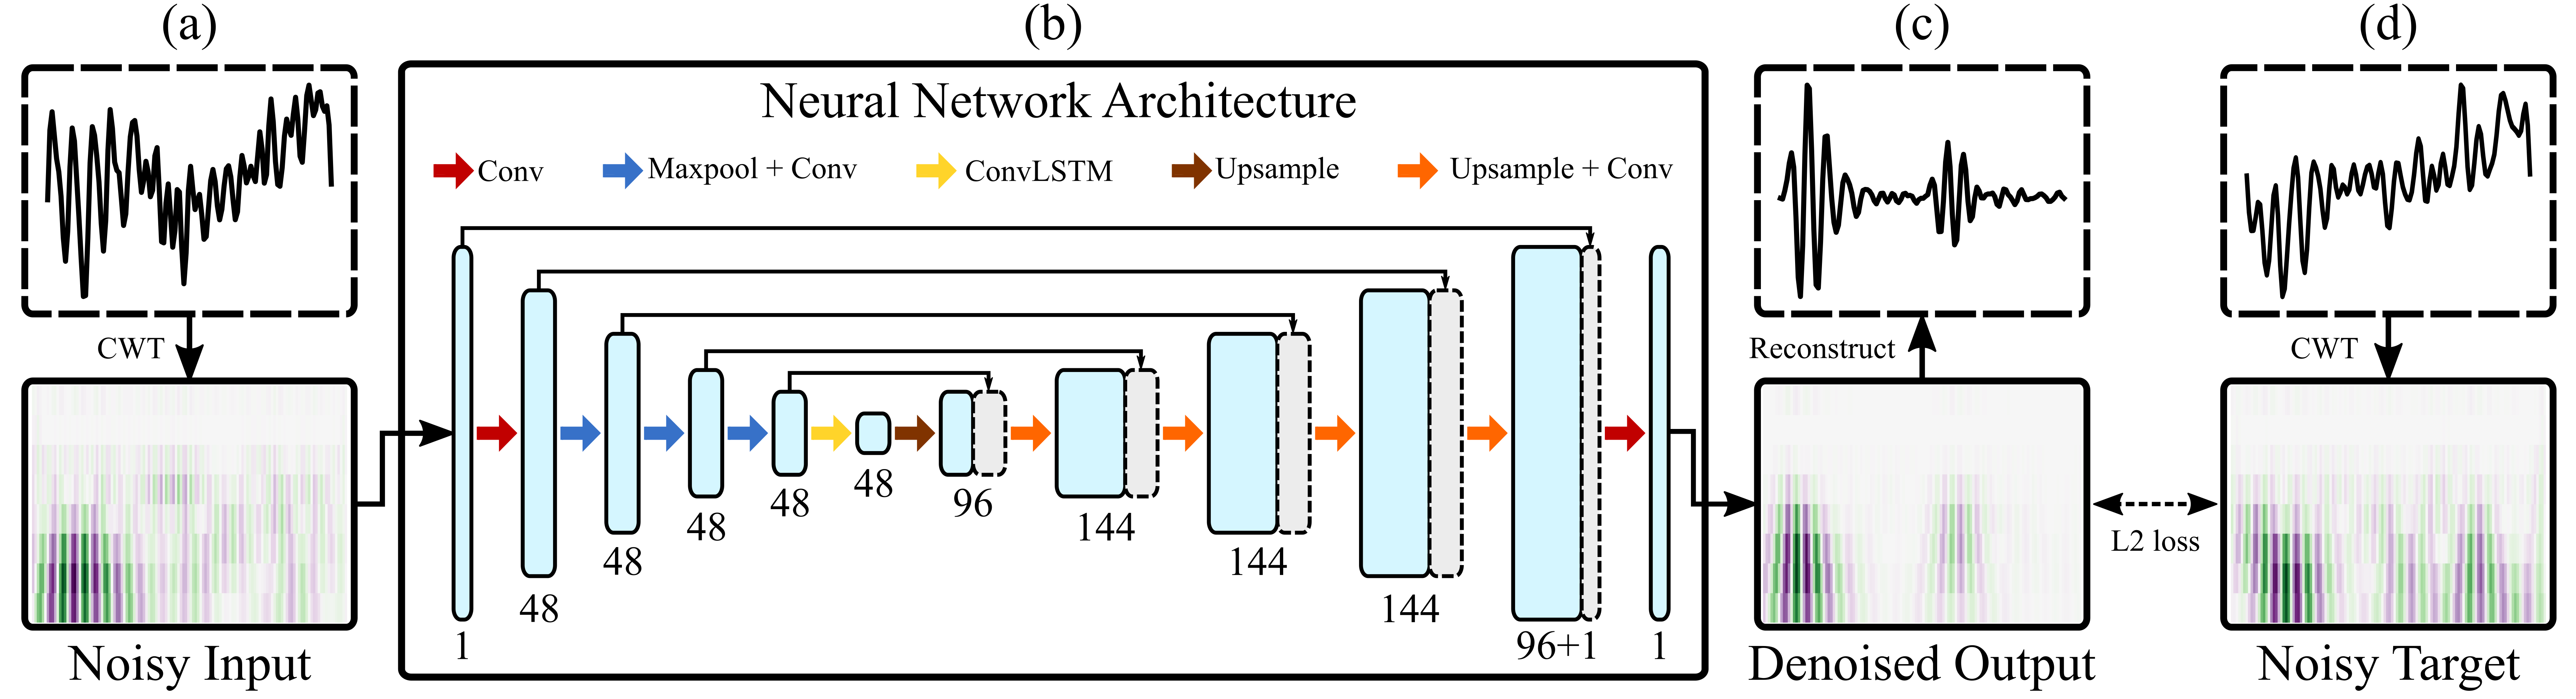 (a)
(b)
(c)
(d)
Neural Network Architecture
Conv
Maxpool + Conv
ConvLSTM
Upsample
Upsample + Conv
CWT
Reconstruct
CWT
48
48
48
48
48
1
96
144
144
144
96+1
1
L2 loss
Noisy Input
Denoised Output
Noisy Target